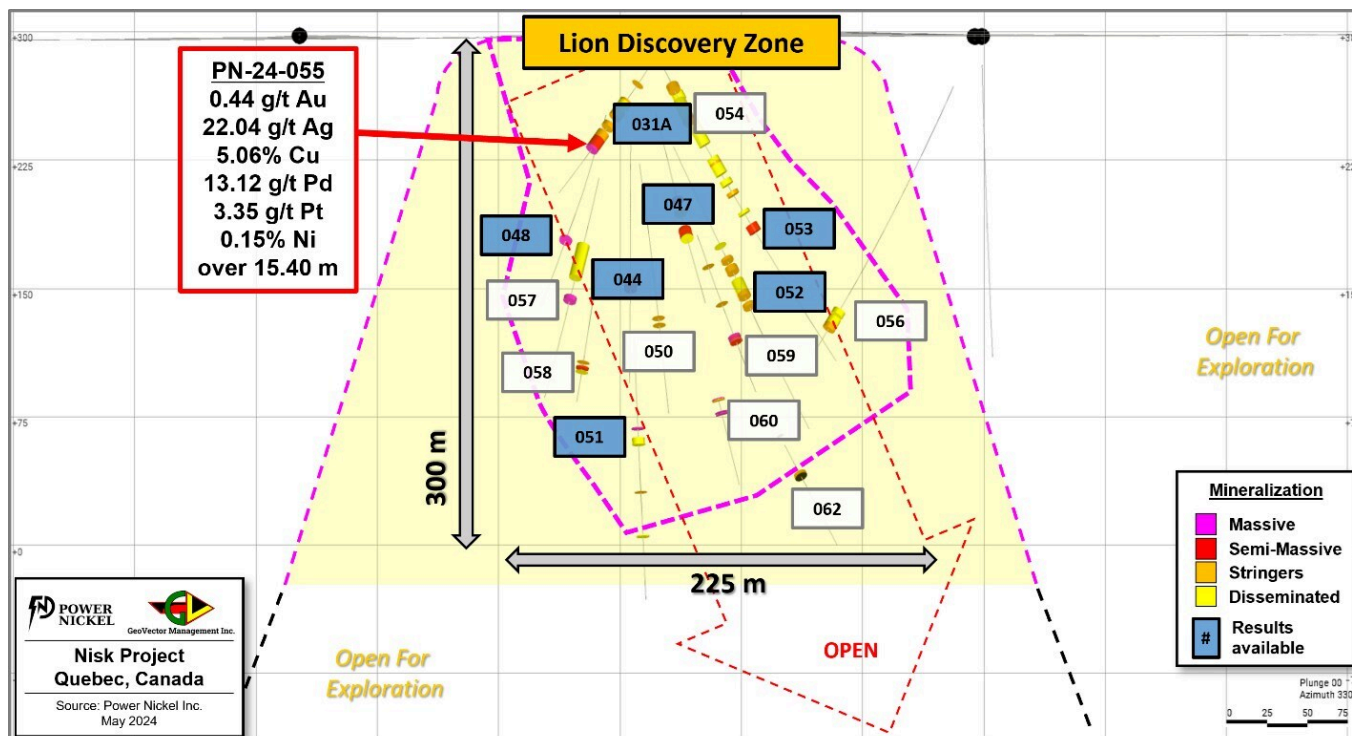 Lion Discovery Zone
+300
+225
+150
+75
+0
PN-24-055
0.44 g/t Au
22.04 g/t Ag
5.06% Cu
13.12 g/t Pd
3.35 g/t Pt
0.15% Ni
over 15.40 m
031A
054
047
048
053
044
052
057
056
050
059
058
060
051
062
300 m
225 m
Open For
Exploration
Open For
Exploration
OPEN
Mineralization
Massive
Semi-Massive
Stringers
Disseminated
# Results
available
POWER
NICKEL
GeoVector Management Inc.
Nisk Project
Quebec, Canada
Source: Power Nickel Inc.
May 2024
Plunge 00
Azimuth 330
0 25 50 75